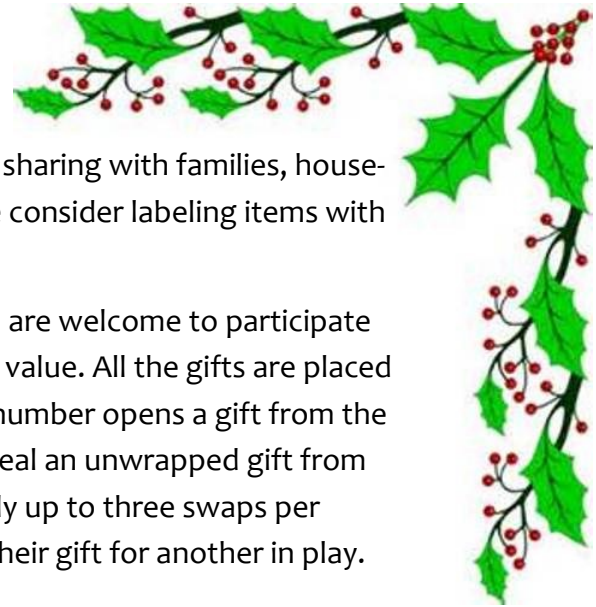 sharing with families, house-
consider labeling items with
are welcome to participate
value. All the gifts are placed
number opens a gift from the
eal an unwrapped gift from
up to three swaps per
heir gift for another in play.